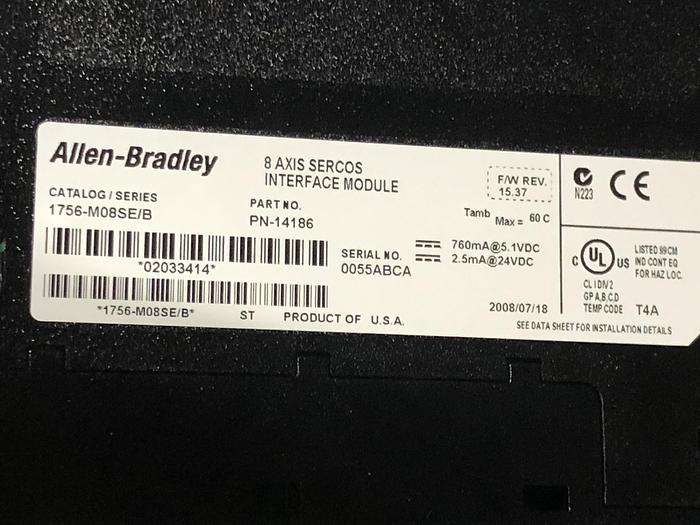 Allen-Bradley
8 AXIS SERCOS
INTERFACE MODULE
F/W REV.
15.37
CATALOG / SERIES
1756-M08SE/B
PART NO.
PN-14186
Tamb Max = 60 C
*02033414*
SERIAL NO.
0055ABCA
760mA@5.1VDC
2.5mA@24VDC
*1756-M08SE/B*
ST
PRODUCT OF U.S.A.
2008/07/18
SEE DATA SHEET FOR INSTALLATION DETAILS
N223
CE
C UL US
LISTED 99CM
IND CONT EQ
FOR HAZ LOC.
CL I DIV 2
GP A,B,C,D
TEMP CODE T4A